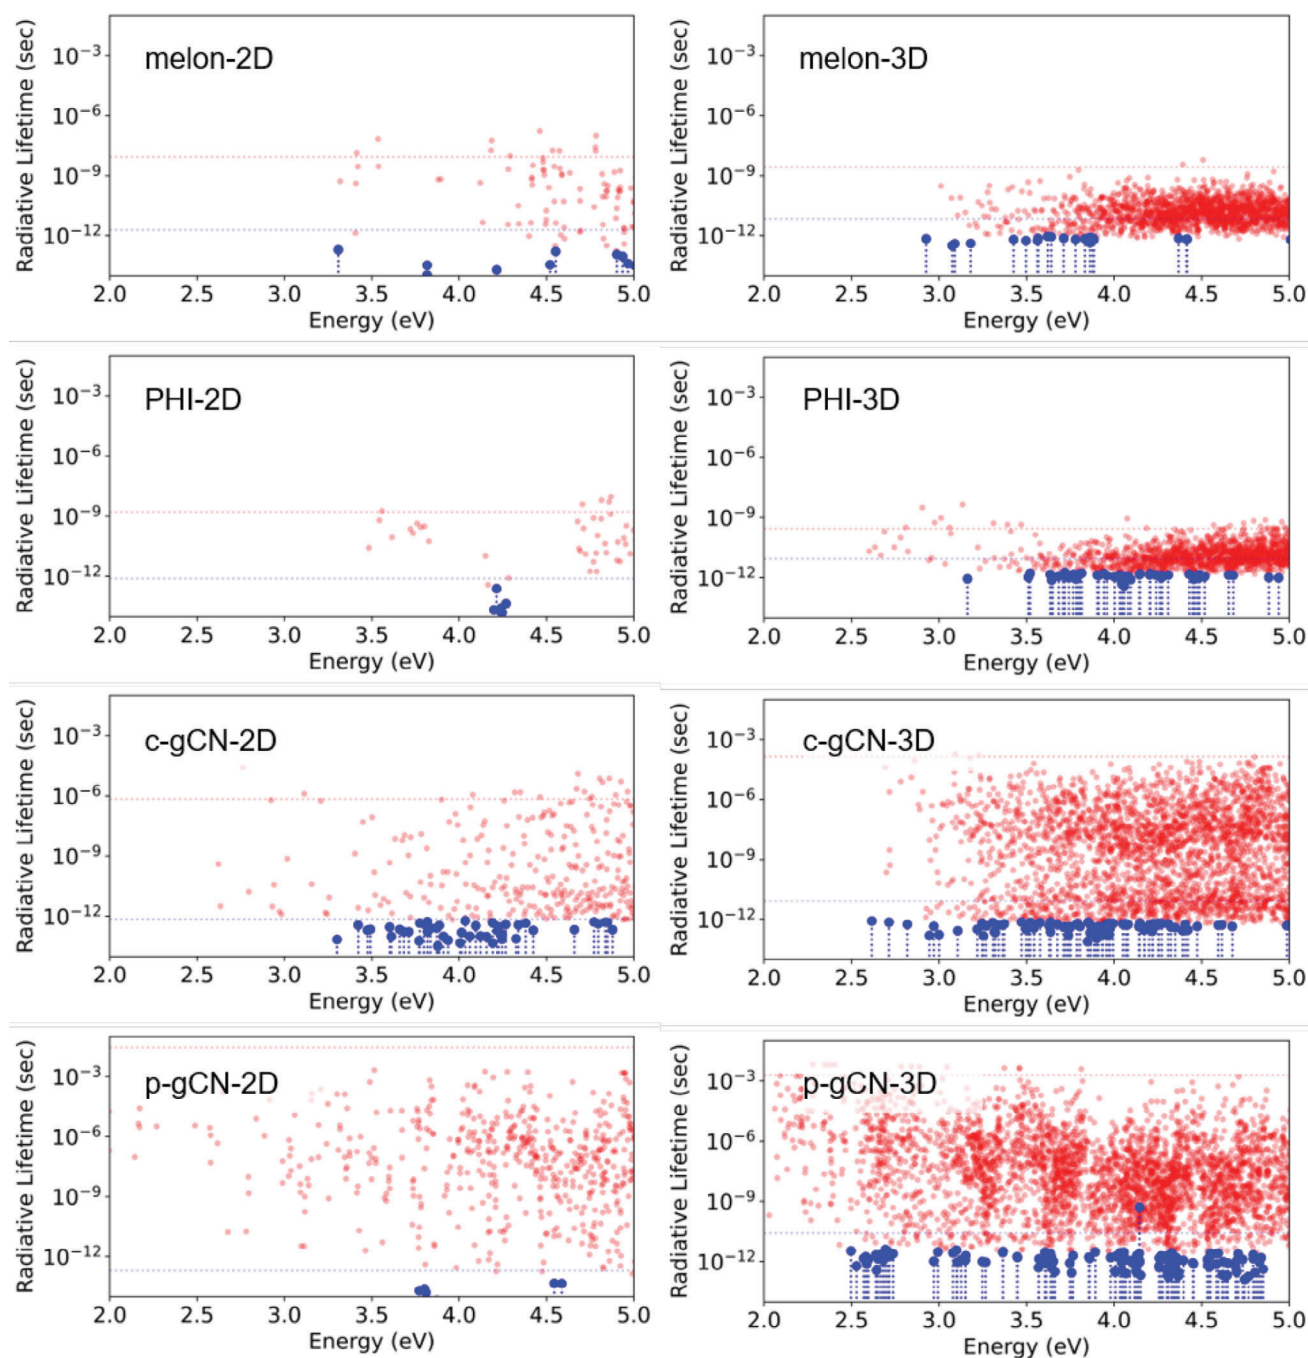 melon-2D
Radiative Lifetime (sec)
10⁻³
10⁻⁶
10⁻⁹
10⁻¹²
2.0 2.5 3.0 3.5 4.0 4.5 5.0
Energy (eV)
melon-3D
Radiative Lifetime (sec)
10⁻³
10⁻⁶
10⁻⁹
10⁻¹²
2.0 2.5 3.0 3.5 4.0 4.5 5.0
Energy (eV)
PHI-2D
Radiative Lifetime (sec)
10⁻³
10⁻⁶
10⁻⁹
10⁻¹²
2.0 2.5 3.0 3.5 4.0 4.5 5.0
Energy (eV)
PHI-3D
Radiative Lifetime (sec)
10⁻³
10⁻⁶
10⁻⁹
10⁻¹²
2.0 2.5 3.0 3.5 4.0 4.5 5.0
Energy (eV)
c-gCN-2D
Radiative Lifetime (sec)
10⁻³
10⁻⁶
10⁻⁹
10⁻¹²
2.0 2.5 3.0 3.5 4.0 4.5 5.0
Energy (eV)
c-gCN-3D
Radiative Lifetime (sec)
10⁻³
10⁻⁶
10⁻⁹
10⁻¹²
2.0 2.5 3.0 3.5 4.0 4.5 5.0
Energy (eV)
p-gCN-2D
Radiative Lifetime (sec)
10⁻³
10⁻⁶
10⁻⁹
10⁻¹²
2.0 2.5 3.0 3.5 4.0 4.5 5.0
Energy (eV)
p-gCN-3D
Radiative Lifetime (sec)
10⁻³
10⁻⁶
10⁻⁹
10⁻¹²
2.0 2.5 3.0 3.5 4.0 4.5 5.0
Energy (eV)